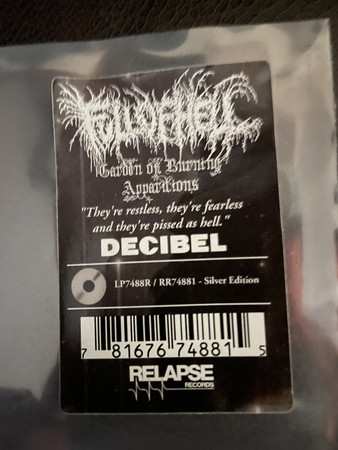 FULL OF HELL
Garden of Burning
Apparitions
"They're restless, they're fearless
and they're pissed as hell."
DECIBEL
LP7488R / RR74881 - Silver Edition
7 81676 74881 5
RELAPSE
RECORDS